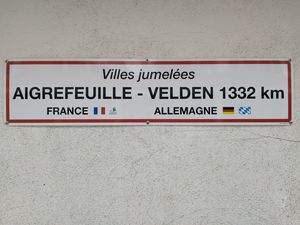 Villes jumelées
AIGREFEUILLE - VELDEN 1332 km
FRANCE ALLEMAGNE